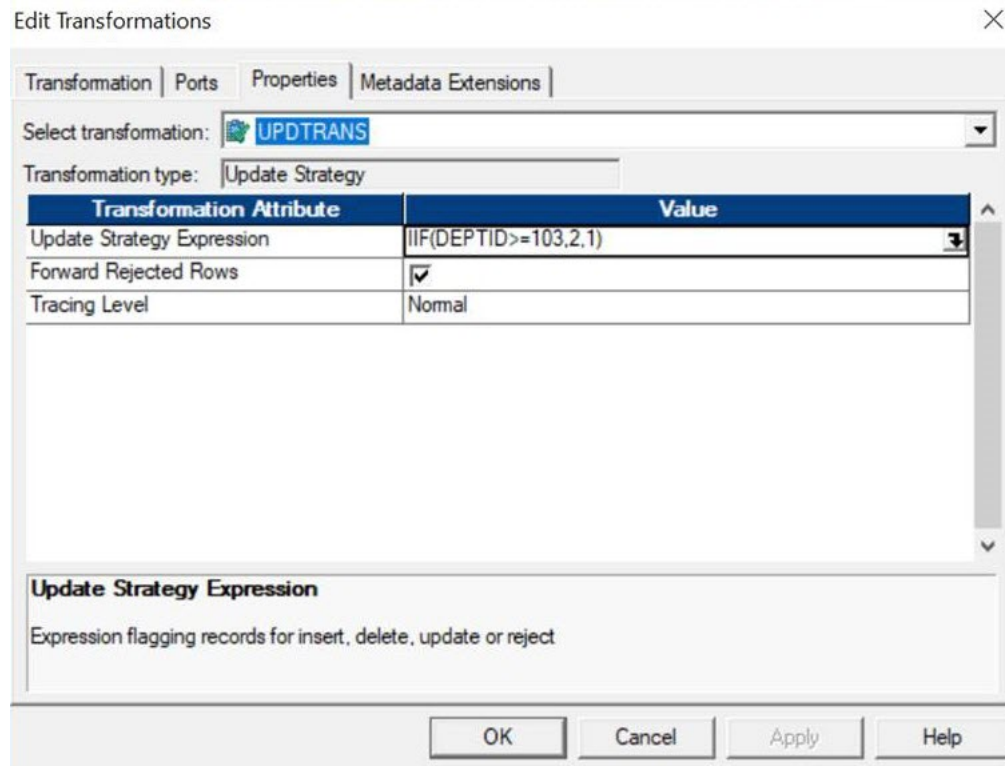 Edit Transformations
Transformation Ports Properties Metadata Extensions
Select transformation: UPDTRANS
Transformation type: Update Strategy
Transformation Attribute Value
Update Strategy Expression IIF(DEPTID>=103,2,1)
Forward Rejected Rows
Tracing Level Normal
Update Strategy Expression
Expression flagging records for insert, delete, update or reject
OK Cancel Apply Help